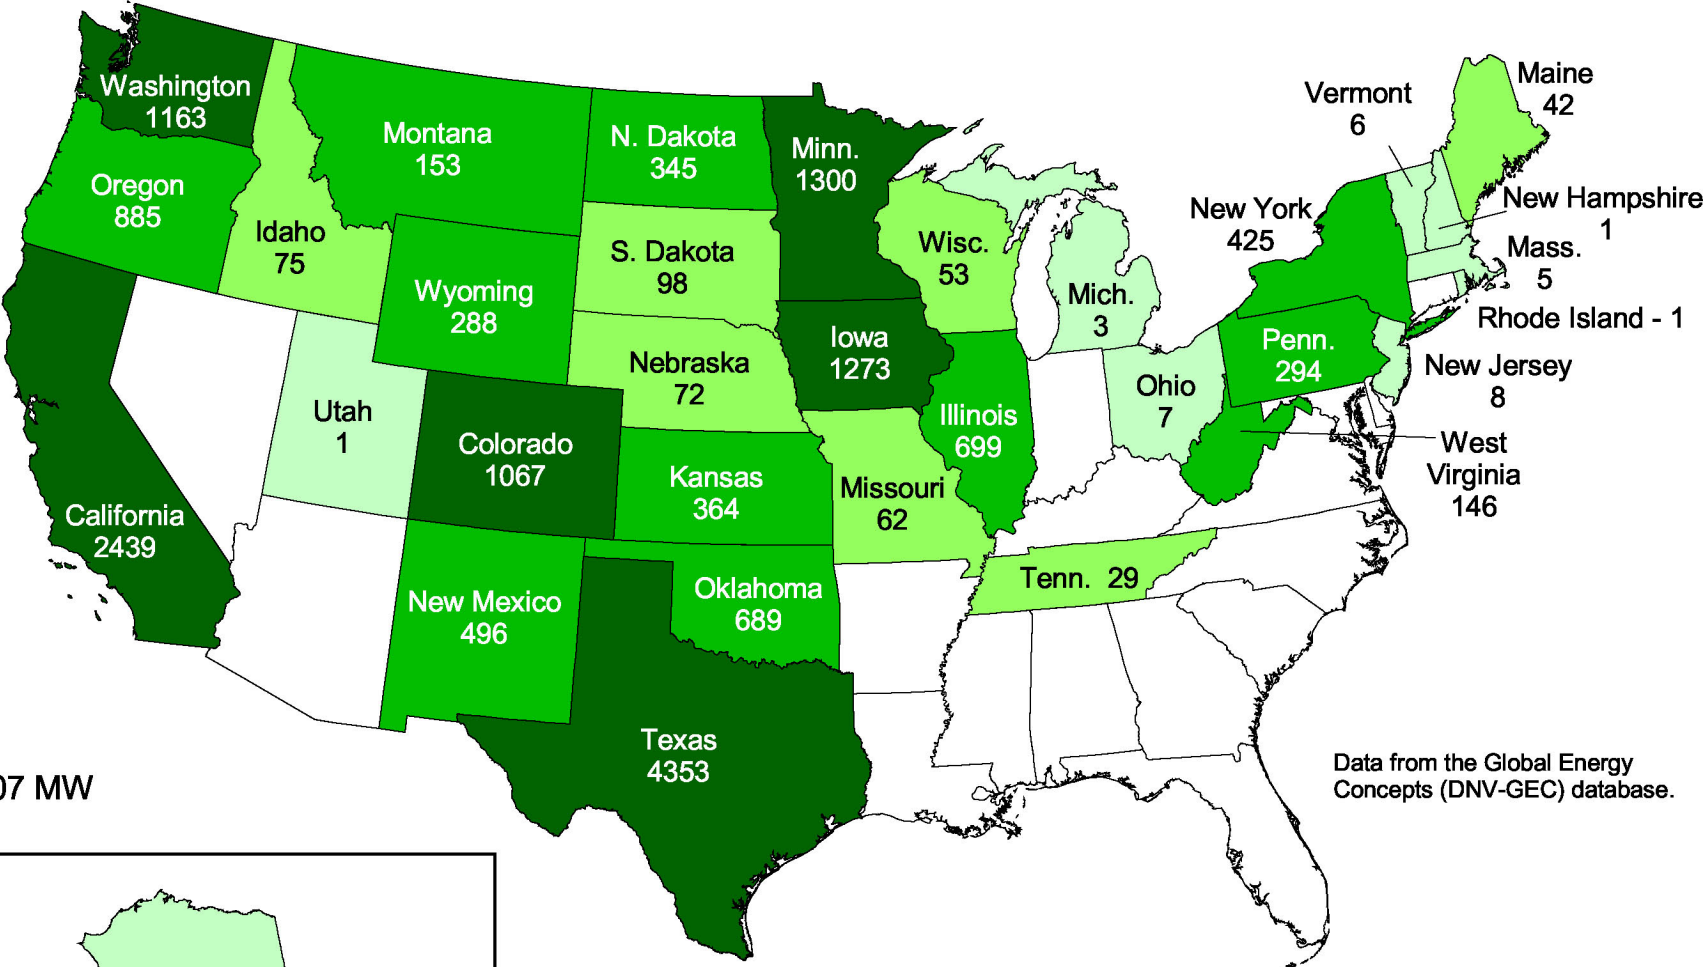 Washington
1163
Oregon
885
California
2439
Idaho
75
Montana
153
Wyoming
288
Utah
1
Colorado
1067
New Mexico
496
N. Dakota
345
S. Dakota
98
Nebraska
72
Kansas
364
Oklahoma
689
Texas
4353
Minn.
1300
Iowa
1273
Missouri
62
Wisc.
53
Illinois
699
Mich.
3
Ohio
7
Tenn. 29
West
Virginia
146
Penn.
294
New York
425
New Jersey
8
Vermont
6
Maine
42
New Hampshire
1
Mass.
5
Rhode Island - 1
07 MW
Data from the Global Energy
Concepts (DNV-GEC) database.